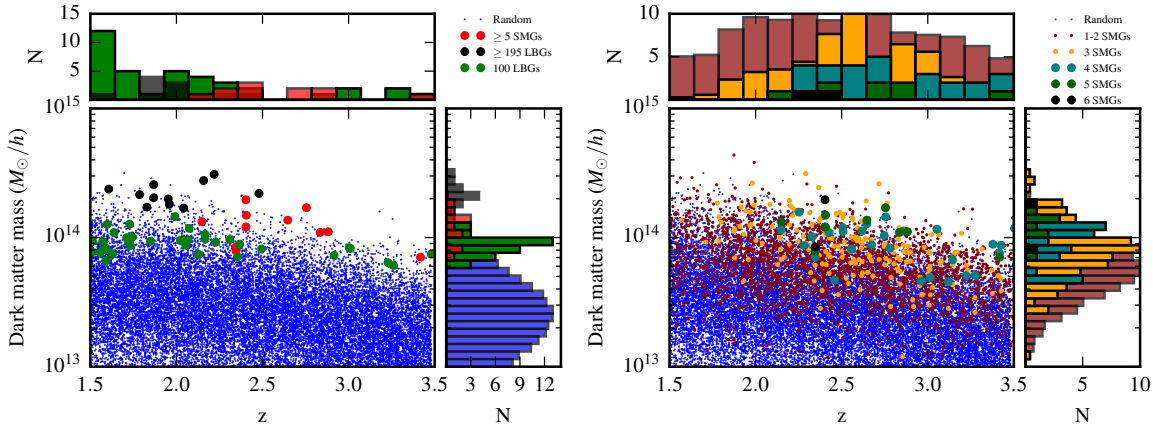 15
10
5
N
Random
≥ 5 SMGs
≥ 195 LBGs
100 LBGs
10^15
10^14
10^13
Dark matter mass (M_⊙/h)
1.5 2.0 2.5 3.0 3.5
z
3 6 9 12
N
10
5
N
Random
1-2 SMGs
3 SMGs
4 SMGs
5 SMGs
6 SMGs
10^15
10^14
10^13
Dark matter mass (M_⊙/h)
1.5 2.0 2.5 3.0 3.5
z
5 10
N